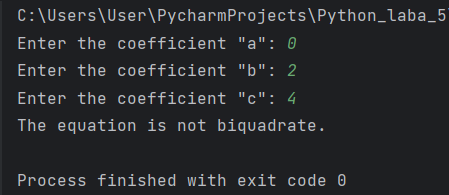 C:\Users\User\PycharmProjects\Python_laba_5
Enter the coefficient "a": 0
Enter the coefficient "b": 2
Enter the coefficient "c": 4
The equation is not biquadrate.
Process finished with exit code 0